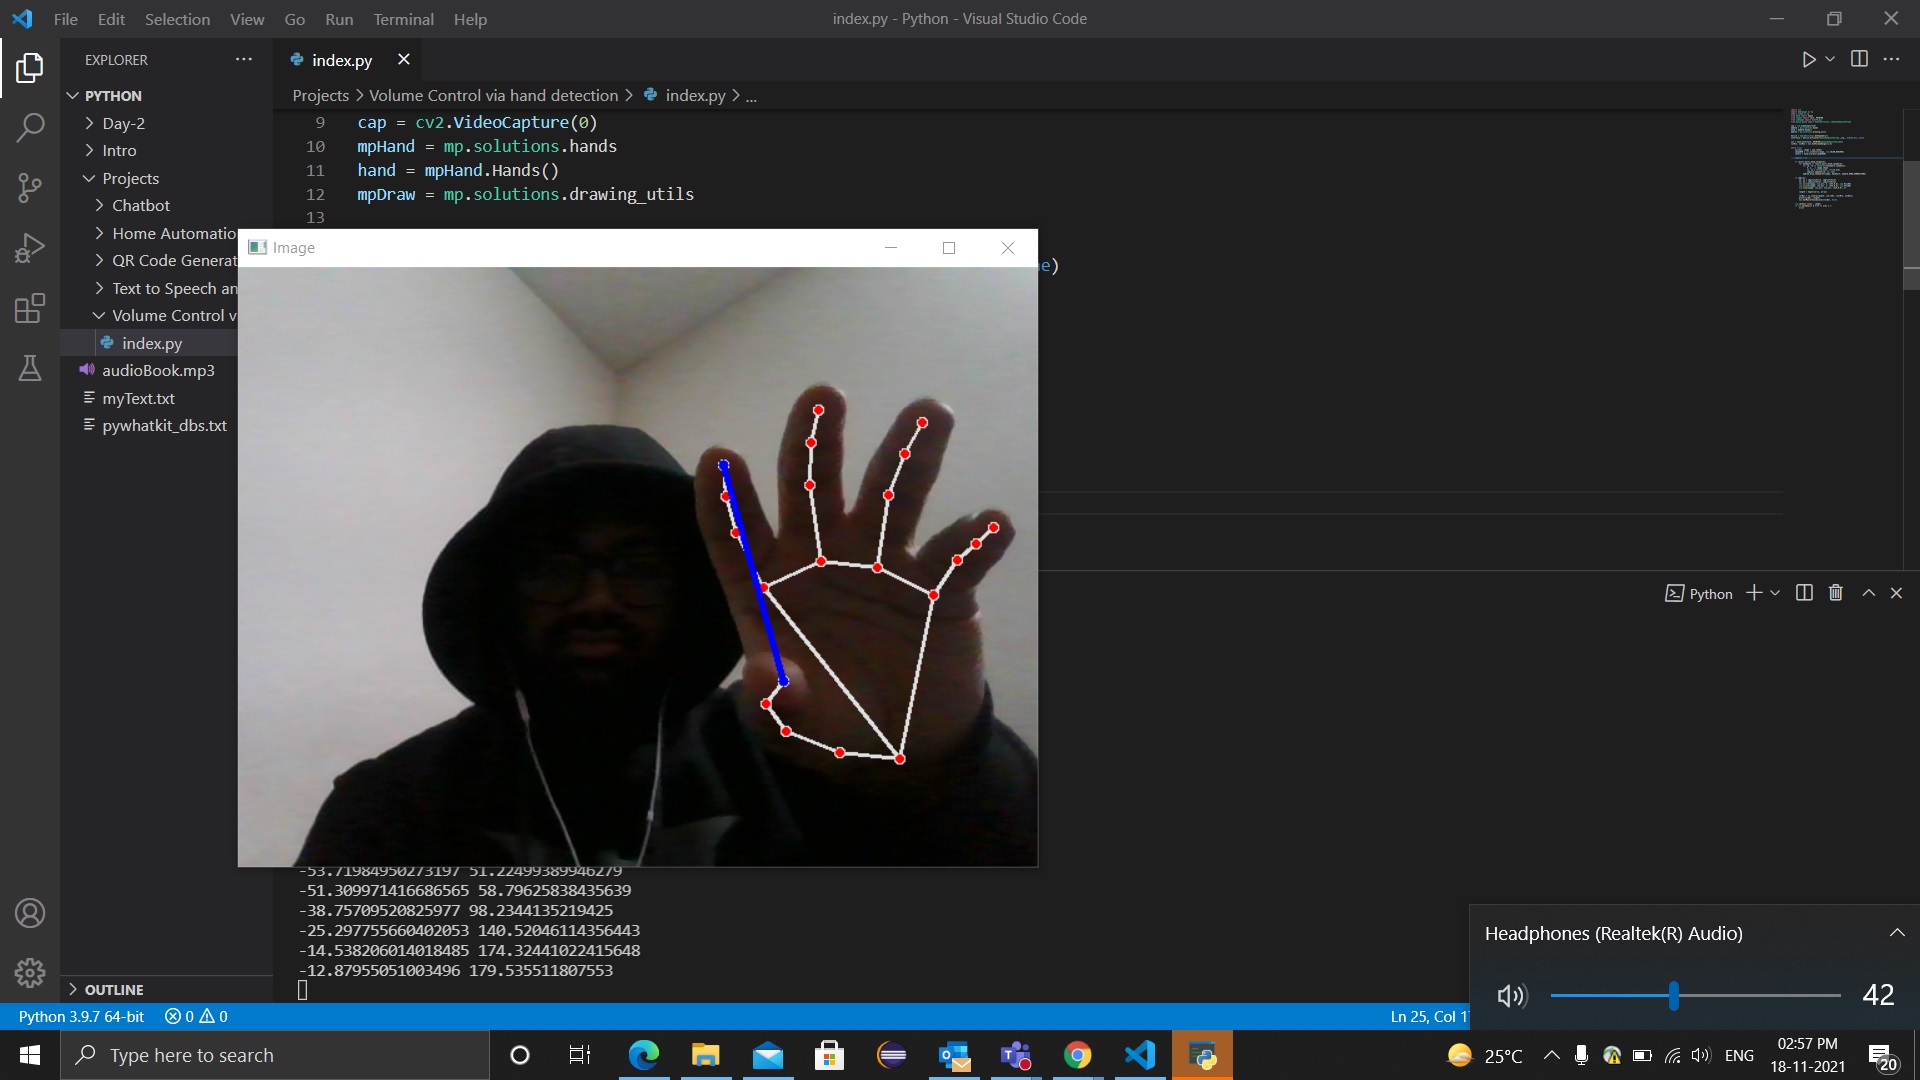 File Edit Selection View Go Run Terminal Help
index.py - Python - Visual Studio Code
EXPLORER
PYTHON
Day-2
Intro
Projects
Chatbot
Home Automatio
QR Code Generat
Text to Speech an
Volume Control v
index.py
audioBook.mp3
myText.txt
pywhatkit_dbs.txt
OUTLINE
index.py
Projects > Volume Control via hand detection > index.py > ...
9 cap = cv2.VideoCapture(0)
10 mpHand = mp.solutions.hands
11 hand = mpHand.Hands()
12 mpDraw = mp.solutions.drawing_utils
13
e)
Image
Python
-53.71984950273197 51.22499389946279
-51.309971416686565 58.79625838435639
-38.75709520825977 98.2344135219425
-25.297755660402053 140.52046114356443
-14.538206014018485 174.32441022415648
-12.87955051003496 179.535511807553
Headphones (Realtek(R) Audio)
42
Python 3.9.7 64-bit 0 0
Ln 25, Col 1
Type here to search
25°C
ENG
02:57 PM
18-11-2021
20